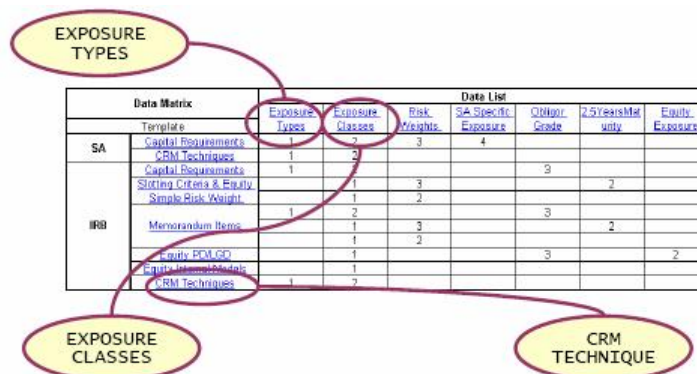 EXPOSURE
TYPES
Data Matrix Data List
Template Exposure Types Exposure Classes Risk Weights SA Specific Exposure Obligor Grade 2.5YearsMaturity Equity Exposure
SA Capital Requirements 1 2 3 4
CRM Techniques 1 2
IRB Capital Requirements 1 2 3
Slotting Criteria & Equity 1 3 2
Simple Risk Weight 1 2
Memorandum Items 1 2 3
1 3 2
1 2
Equity PD/LGD 1 3 2
Equity Internal Models 1
CRM Techniques 1 2
EXPOSURE
CLASSES
CRM
TECHNIQUE